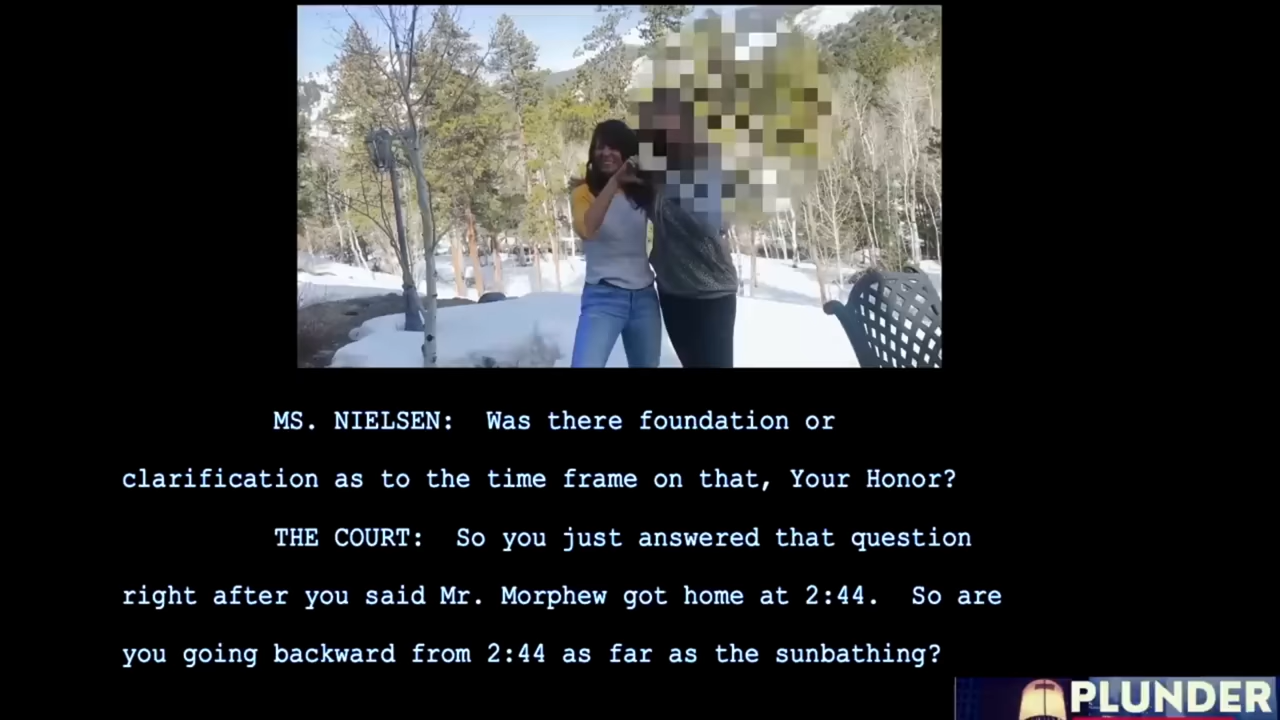 MS. NIELSEN: Was there foundation or
clarification as to the time frame on that, Your Honor?
THE COURT: So you just answered that question
right after you said Mr. Morphew got home at 2:44. So are
you going backward from 2:44 as far as the sunbathing?
PLUNDER